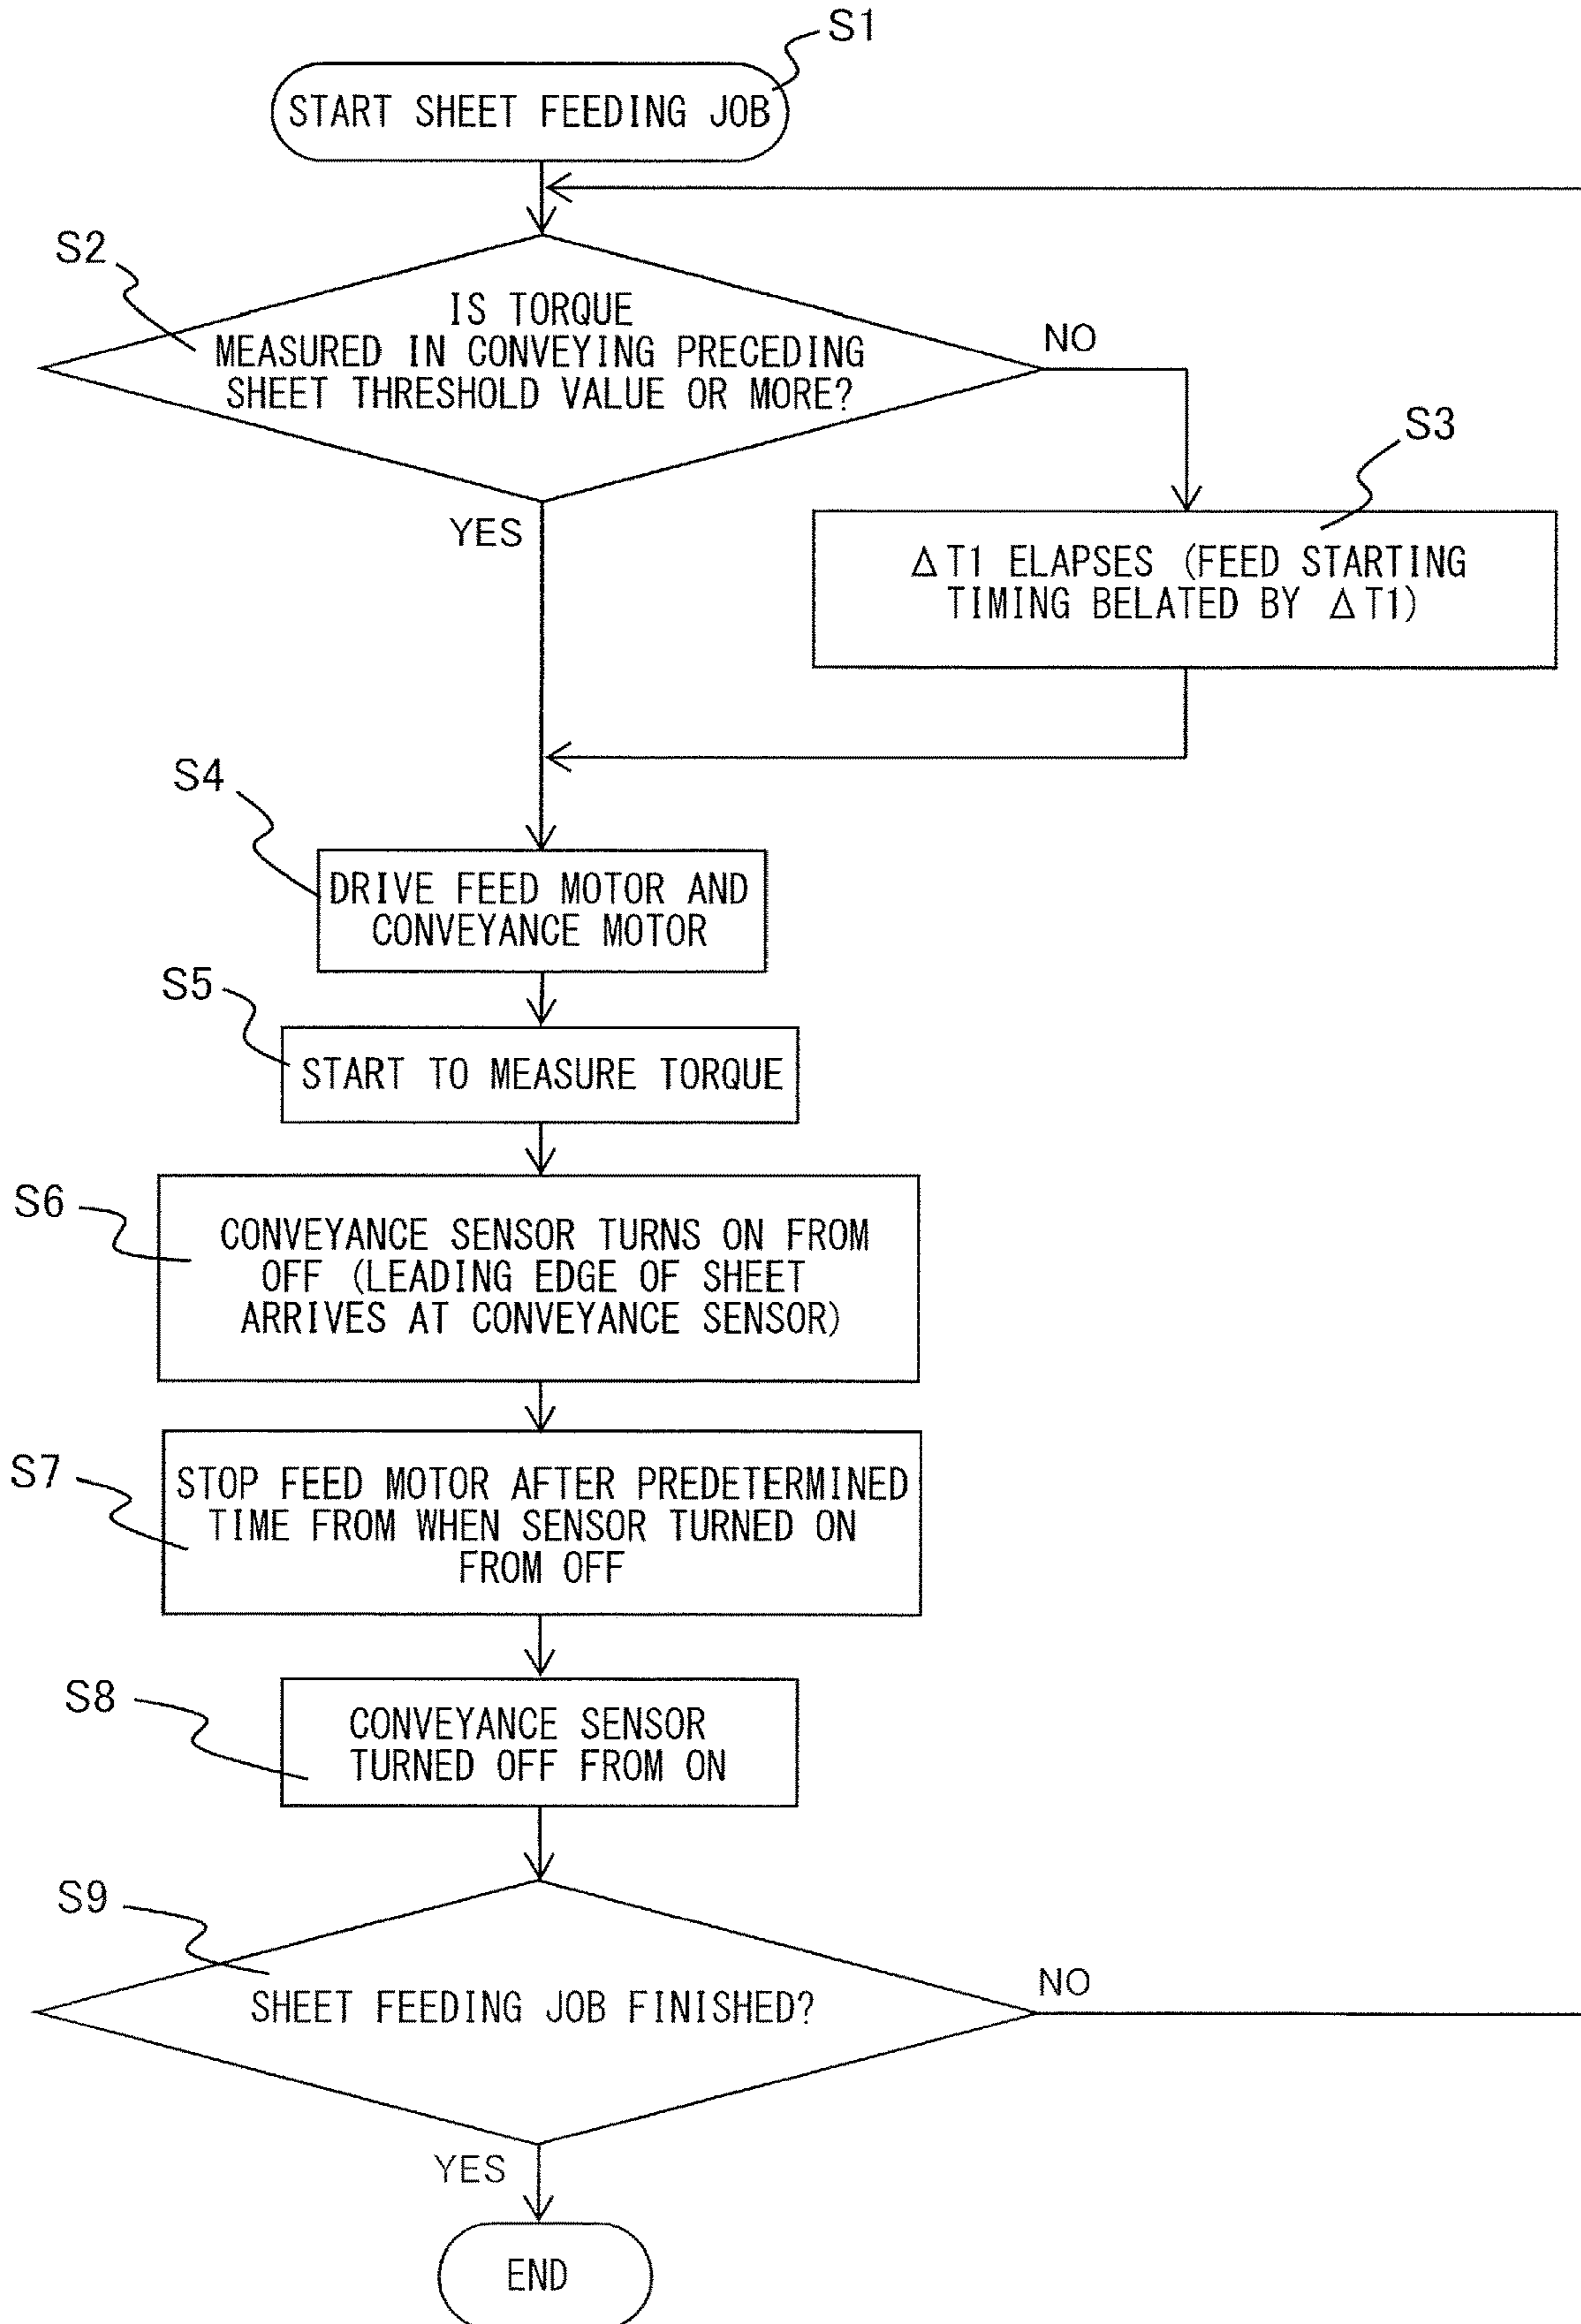 S1
START SHEET FEEDING JOB
S2
IS TORQUE
MEASURED IN CONVEYING PRECEDING
SHEET THRESHOLD VALUE OR MORE?
NO
YES
S3
ΔT1 ELAPSES (FEED STARTING
TIMING BELATED BY ΔT1)
S4
DRIVE FEED MOTOR AND
CONVEYANCE MOTOR
S5
START TO MEASURE TORQUE
S6
CONVEYANCE SENSOR TURNS ON FROM
OFF (LEADING EDGE OF SHEET
ARRIVES AT CONVEYANCE SENSOR)
S7
STOP FEED MOTOR AFTER PREDETERMINED
TIME FROM WHEN SENSOR TURNED ON
FROM OFF
S8
CONVEYANCE SENSOR
TURNED OFF FROM ON
S9
SHEET FEEDING JOB FINISHED?
NO
YES
END